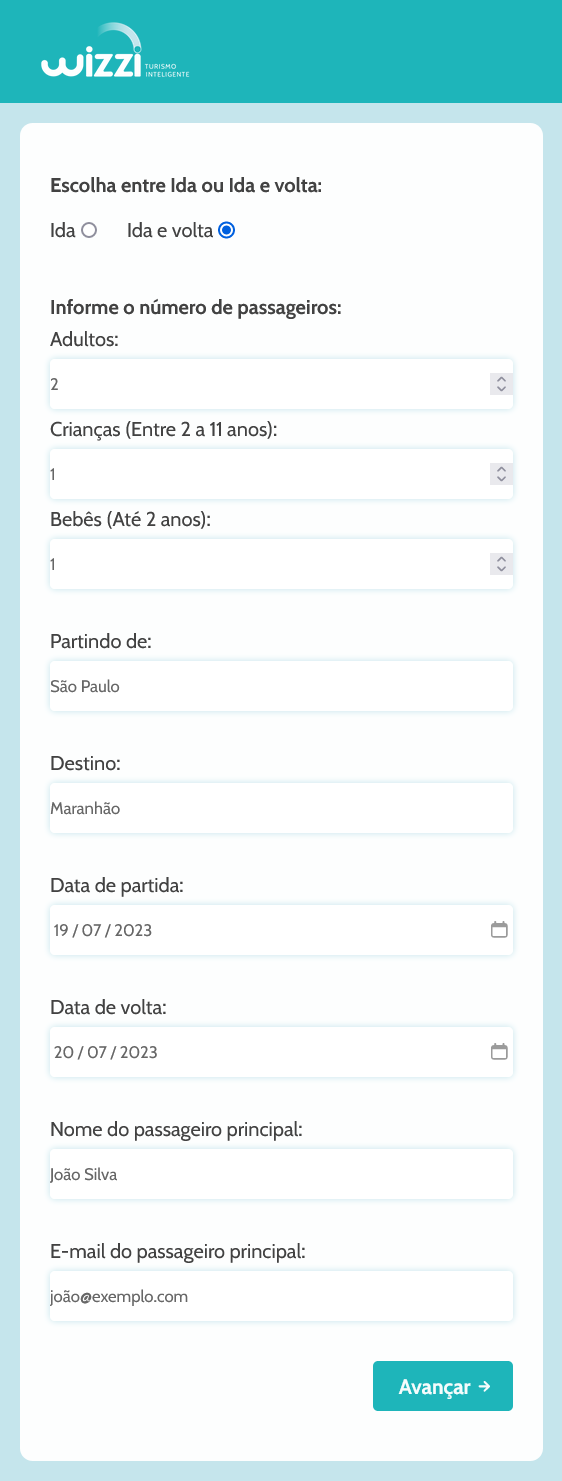 wizzi TURISMO
INTELIGENTE
Escolha entre Ida ou Ida e volta:
Ida Ida e volta
Informe o número de passageiros:
Adultos:
2
Crianças (Entre 2 a 11 anos):
1
Bebês (Até 2 anos):
1
Partindo de:
São Paulo
Destino:
Maranhão
Data de partida:
19 / 07 / 2023
Data de volta:
20 / 07 / 2023
Nome do passageiro principal:
João Silva
E-mail do passageiro principal:
joão@exemplo.com
Avançar →